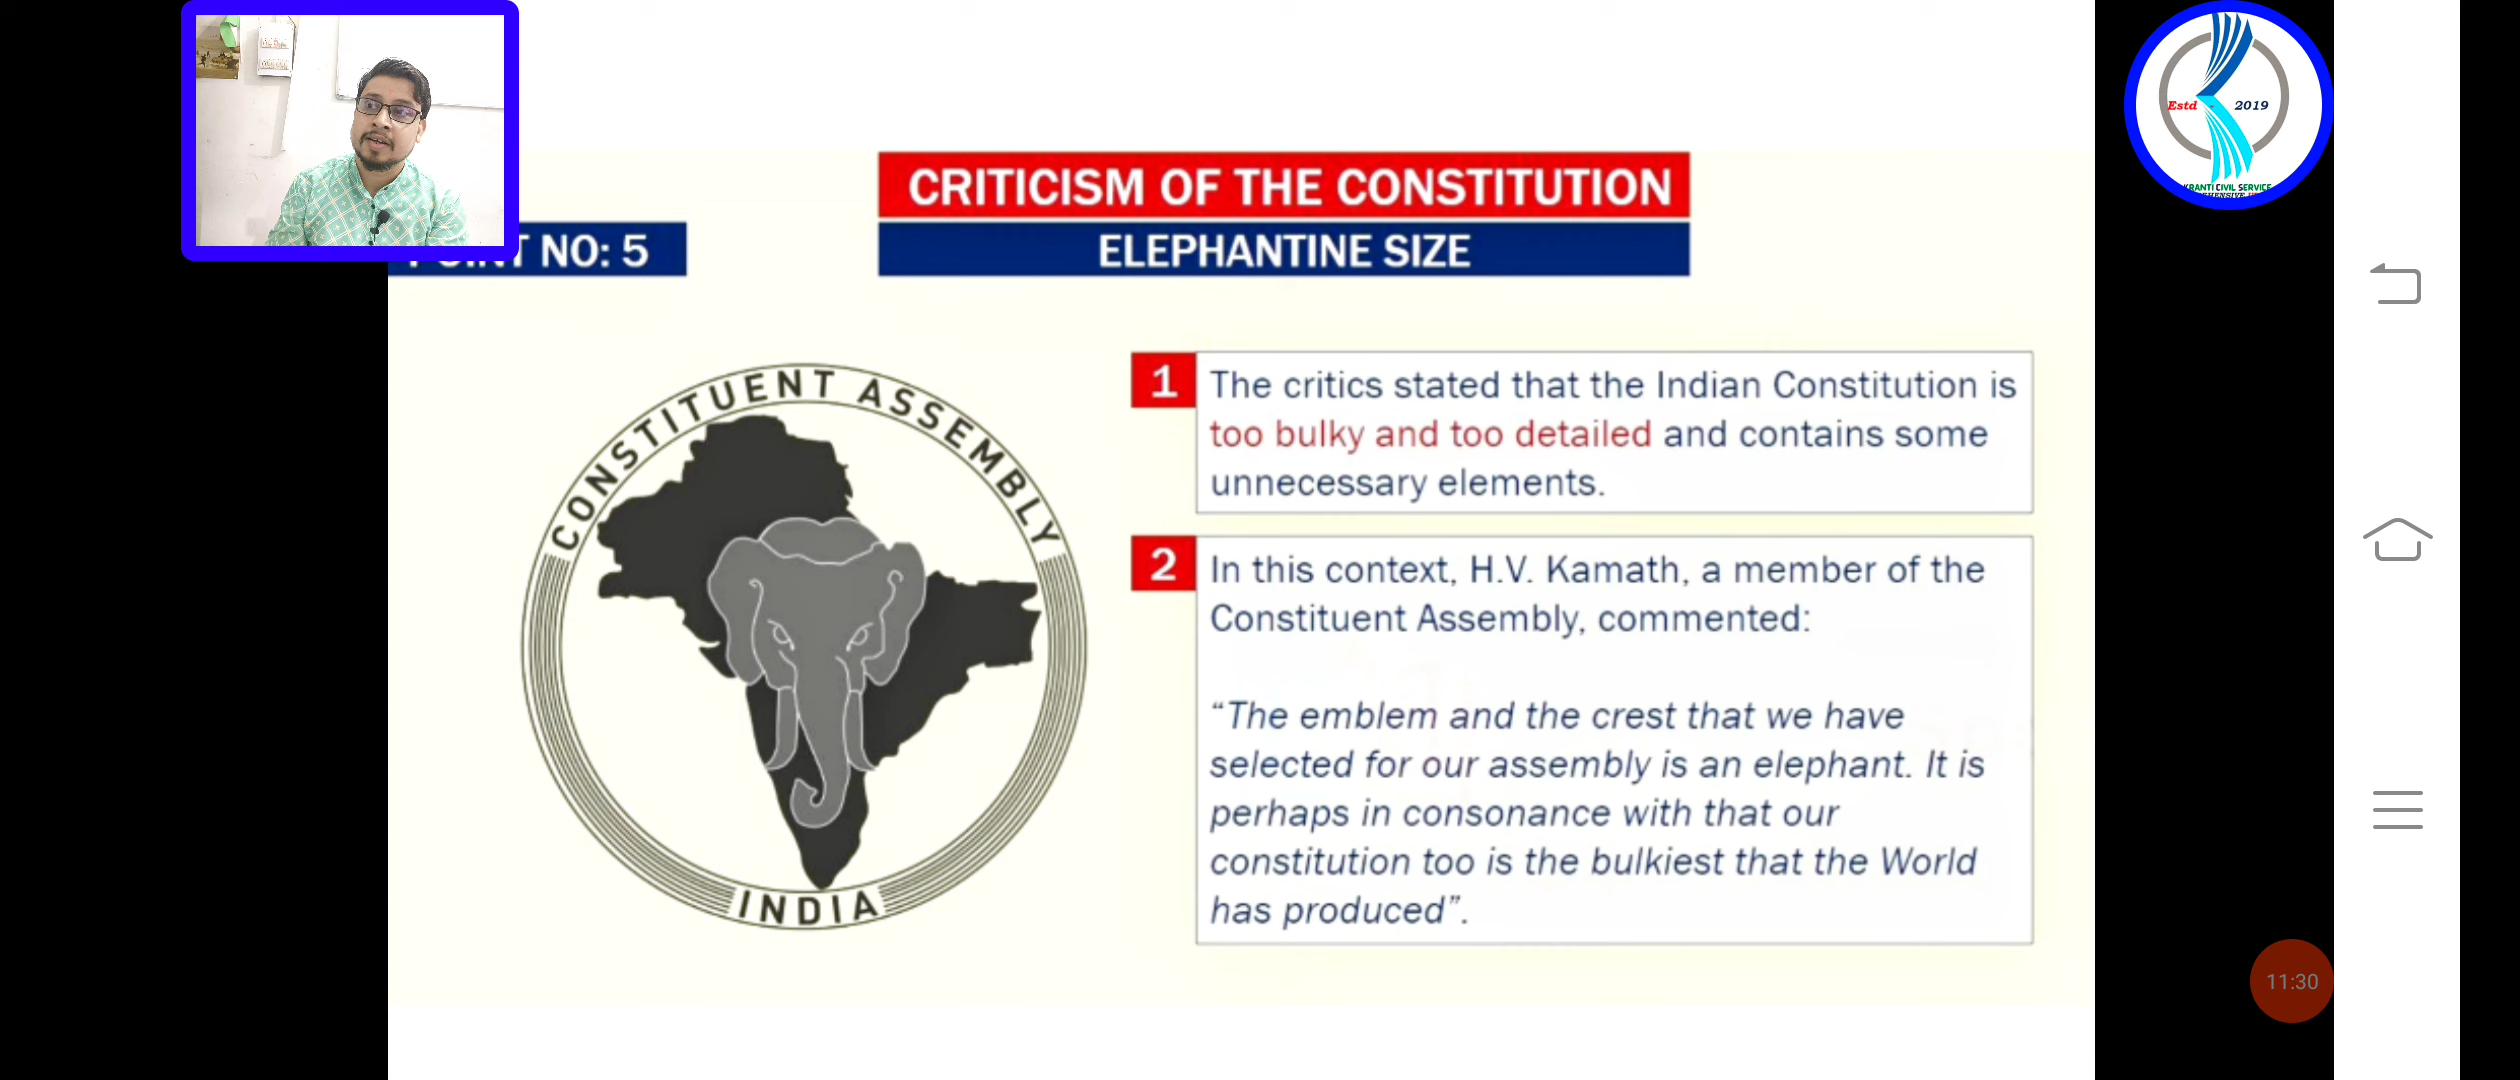 CRITICISM OF THE CONSTITUTION
NO: 5
ELEPHANTINE SIZE
CONSTITUENT ASSEMBLY
INDIA
1
The critics stated that the Indian Constitution is
too bulky and too detailed and contains some
unnecessary elements.
2
In this context, H.V. Kamath, a member of the
Constituent Assembly, commented:
“The emblem and the crest that we have
selected for our assembly is an elephant. It is
perhaps in consonance with that our
constitution too is the bulkiest that the World
has produced”.
Estd - 2019
KRANTI CIVIL SERVICE
11:30